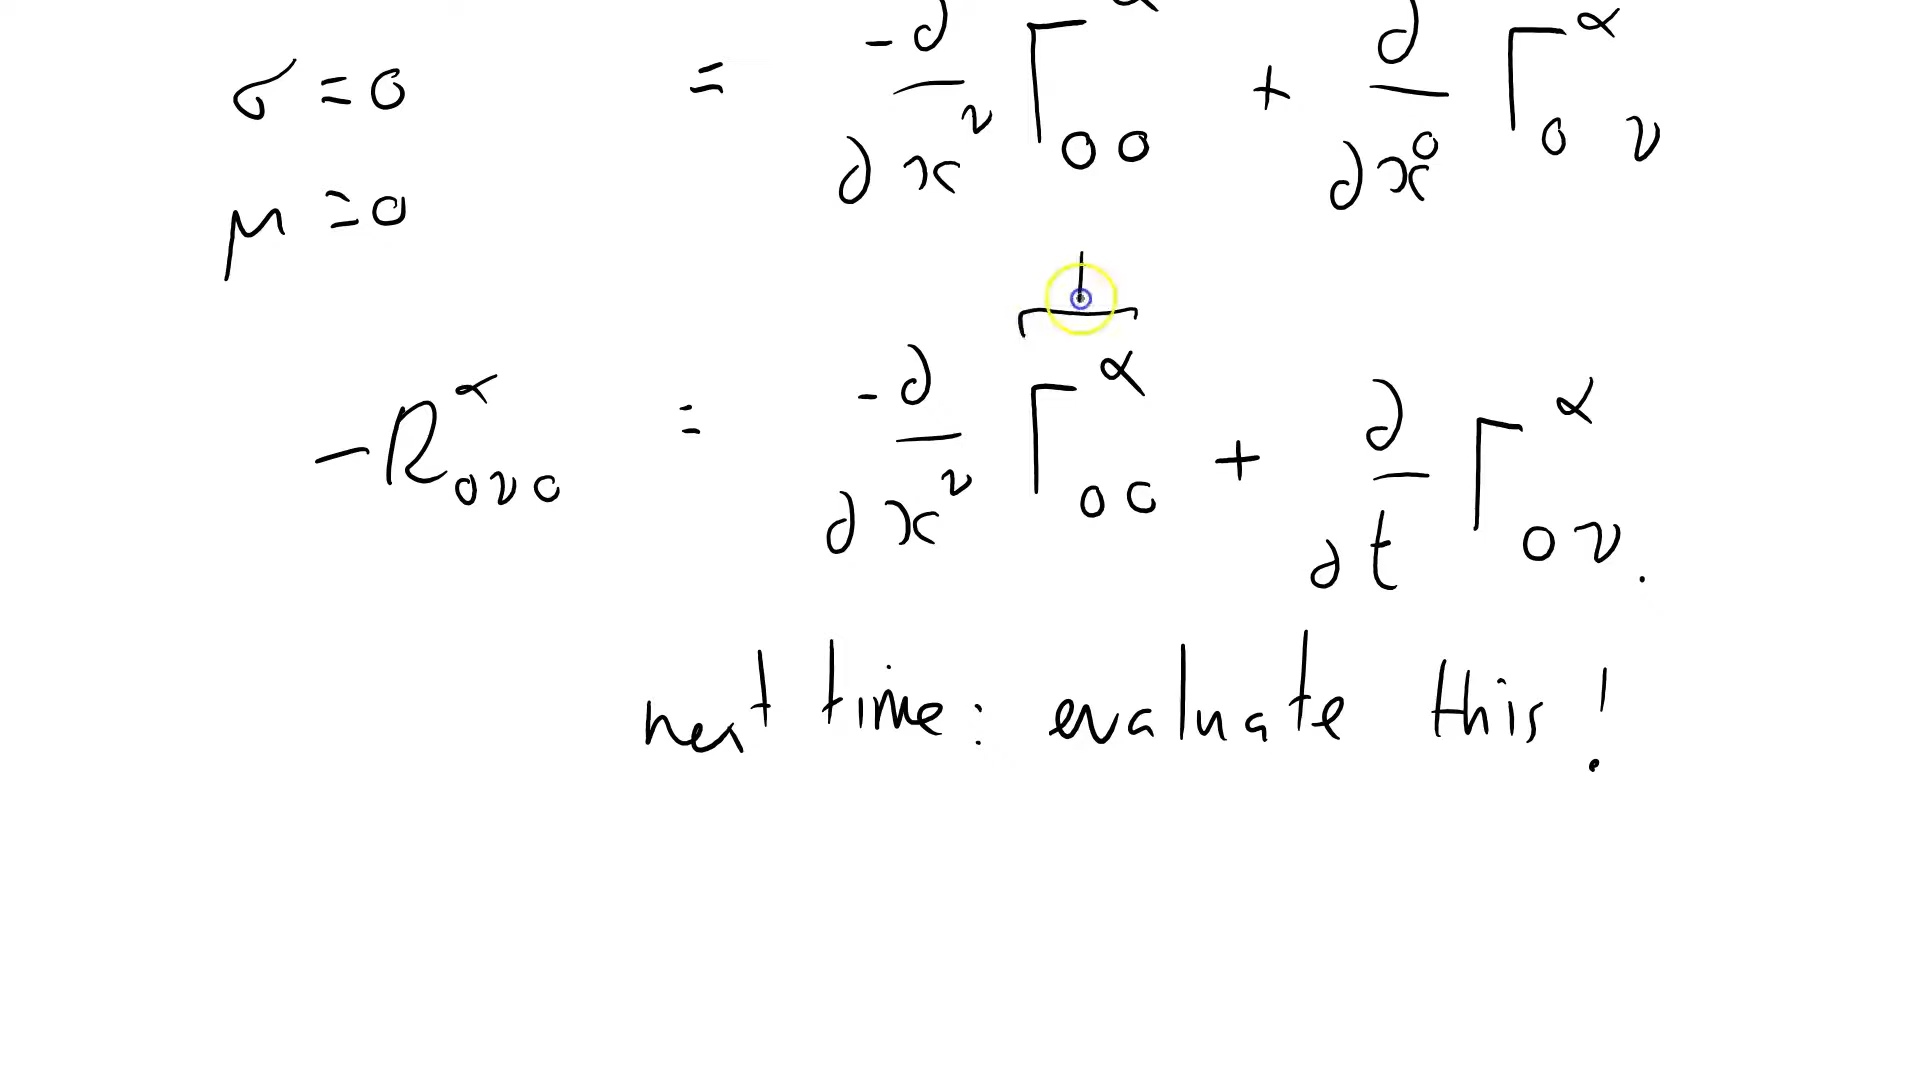 σ = 0 = -∂/∂x^ν Γ^α_00 + ∂/∂x^0 Γ^α_0ν
μ = 0
-R^α_0ν0 = -∂/∂x^ν Γ^α_00 + ∂/∂t Γ^α_0ν.
next time: evaluate this!